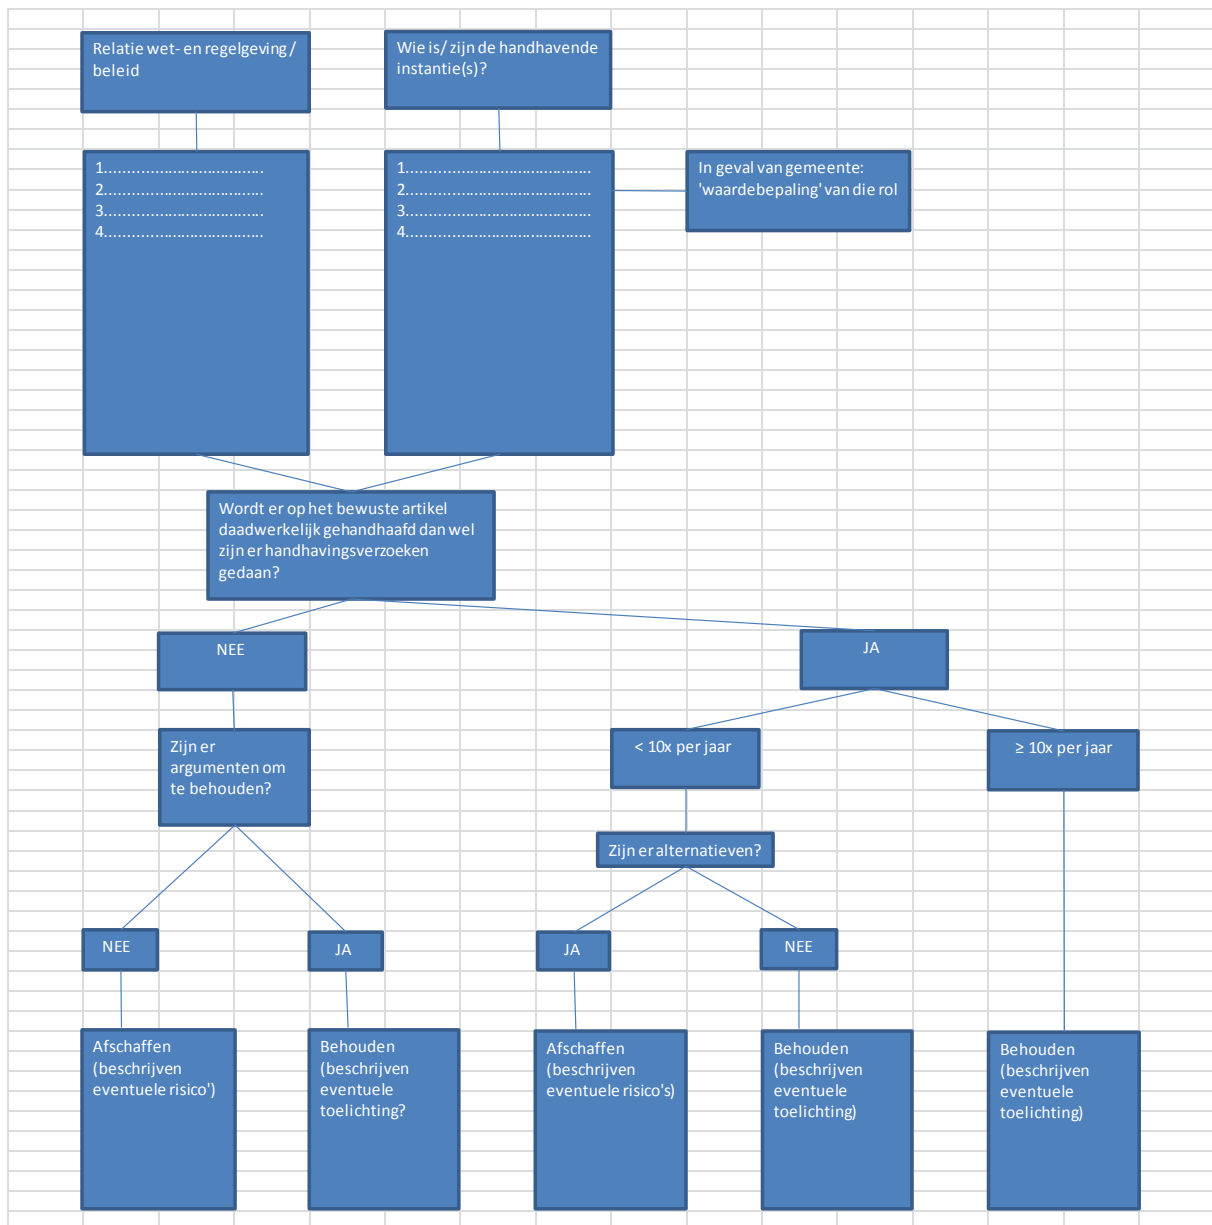 Relatie wet- en regelgeving /
beleid
Wie is/ zijn de handhavende
instantie(s)?
1.....................................
2.....................................
3.....................................
4.....................................
1.............................................
2.............................................
3.............................................
4.............................................
In geval van gemeente:
'waardebepaling' van die rol
Wordt er op het bewuste artikel
daadwerkelijk gehandhaafd dan wel
zijn er handhavingsverzoeken
gedaan?
NEE
JA
Zijn er
argumenten om
te behouden?
< 10x per jaar
≥ 10x per jaar
Zijn er alternatieven?
NEE
JA
JA
NEE
Afschaffen
(beschrijven
eventuele risico')
Behouden
(beschrijven
eventuele
toelichting?
Afschaffen
(beschrijven
eventuele risico's)
Behouden
(beschrijven
eventuele
toelichting)
Behouden
(beschrijven
eventuele
toelichting)